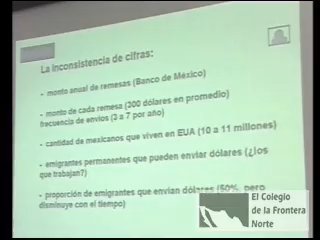 La inconsistencia de cifras:
- monto anual de remesas (Banco de México)
- monto de cada remesa (300 dólares en promedio)
frecuencia de envíos (3 a 7 por año)
- cantidad de mexicanos que viven en EUA (10 a 11 millones)
- emigrantes permanentes que pueden enviar dólares (¿los
que trabajan?)
- proporción de emigrantes que envían dólares (50%, pero
disminuye con el tiempo)
El Colegio
de la Frontera
Norte